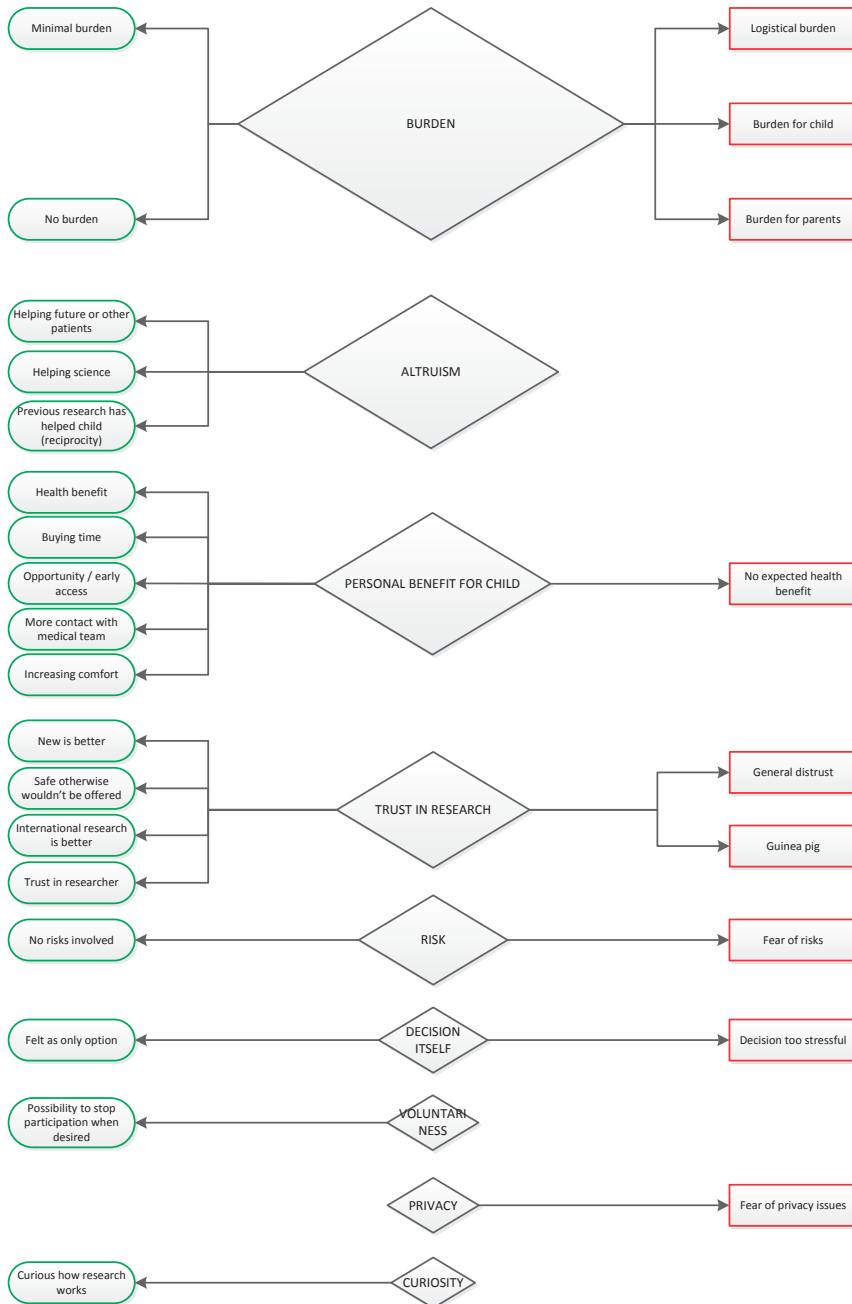 Minimal burden
BURDEN
Logistical burden
Burden for child
No burden
Burden for parents
Helping future or other
patients
Helping science
ALTRUISM
Previous research has
helped child
(reciprocity)
Health benefit
Buying time
Opportunity / early
access
PERSONAL BENEFIT FOR CHILD
No expected health
benefit
More contact with
medical team
Increasing comfort
New is better
Safe otherwise
wouldn't be offered
TRUST IN RESEARCH
General distrust
International research
is better
Guinea pig
Trust in researcher
No risks involved
RISK
Fear of risks
Felt as only option
DECISION
ITSELF
Decision too stressful
Possibility to stop
participation when
desired
VOLUNTARI
NESS
PRIVACY
Fear of privacy issues
Curious how research
works
CURIOSITY